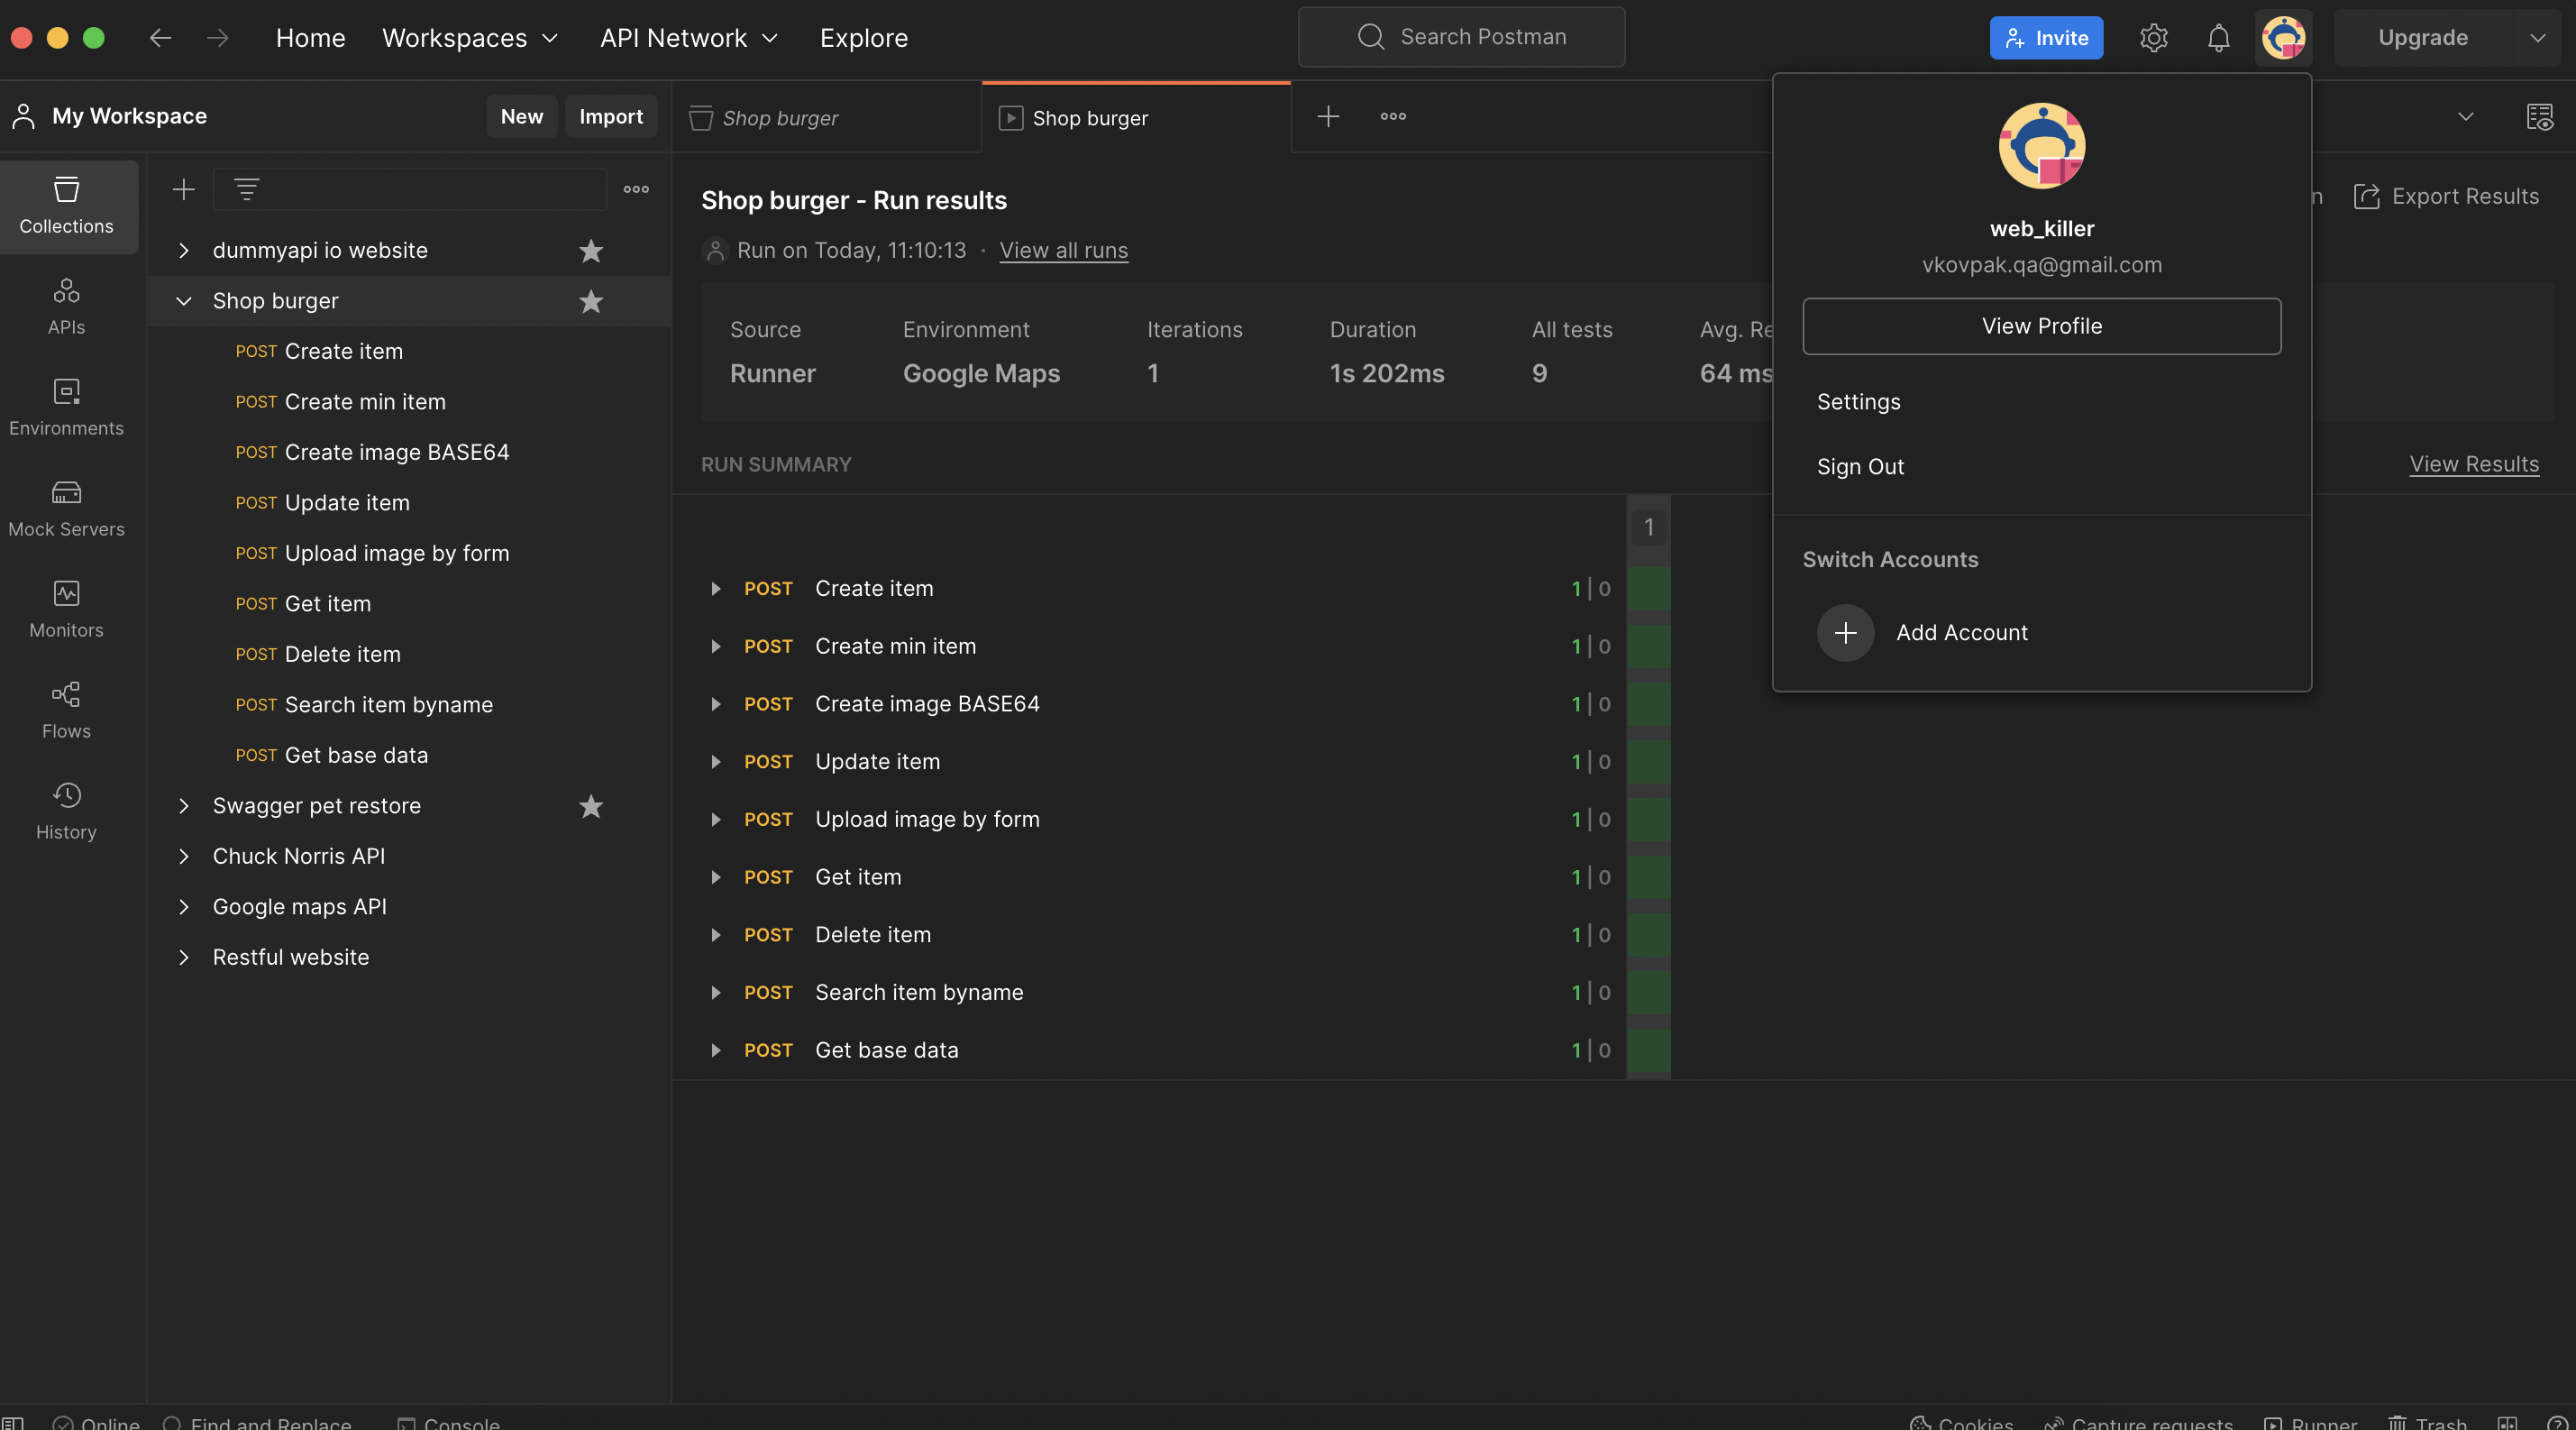 Home Workspaces API Network Explore Search Postman Invite Upgrade
My Workspace New Import Shop burger Shop burger
web_killer
vkovpak.qa@gmail.com
View Profile
Settings
Sign Out
Switch Accounts
Add Account
Collections
APIs
Environments
Mock Servers
Monitors
Flows
History
dummyapi io website
Shop burger
POST Create item
POST Create min item
POST Create image BASE64
POST Update item
POST Upload image by form
POST Get item
POST Delete item
POST Search item byname
POST Get base data
Swagger pet restore
Chuck Norris API
Google maps API
Restful website
Shop burger - Run results
Export Results
Run on Today, 11:10:13 · View all runs
Source Environment Iterations Duration All tests Avg.
Runner Google Maps 1 1s 202ms 9 64 ms
RUN SUMMARY View Results
1
POST Create item 1 | 0
POST Create min item 1 | 0
POST Create image BASE64 1 | 0
POST Update item 1 | 0
POST Upload image by form 1 | 0
POST Get item 1 | 0
POST Delete item 1 | 0
POST Search item byname 1 | 0
POST Get base data 1 | 0
Online Find and Replace Console Cookies Capture requests Runner Trash